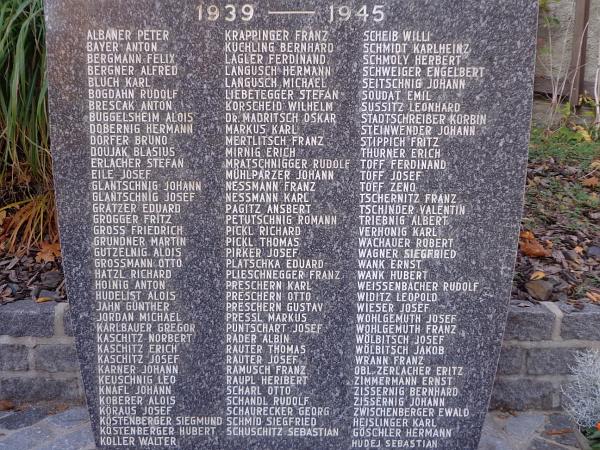 1939 — 1945
ALBANER PETER
BAYER ANTON
BERGMANN FELIX
BERGNER ALFRED
BLUCH KARL
BOGDAHN RUDOLF
BRESCAK ANTON
BUGGELSHEIM ALOIS
DOBERNIG HERMANN
DORFER BRUNO
DOUJAK BLASIUS
ERLACHER STEFAN
EILE JOSEF
GLANTSCHNIG JOHANN
GLANTSCHNIG JOSEF
GRATZER EDUARD
GROGGER FRITZ
GROSS FRIEDRICH
GRUNDNER MARTIN
GUTZELNIG ALOIS
GROSSMANN OTTO
HATZL RICHARD
HOINIG ANTON
HUDELIST ALOIS
JAHN GÜNTHER
JORDAN MICHAEL
KARLBAUER GREGOR
KASCHITZ NORBERT
KASCHITZ ERICH
KASCHITZ JOSEF
KARNER JOHANN
KEUSCHNIG LEO
KNAFL JOHANN
KOBERER ALOIS
KÖRAUS JOSEF
KÖSTENBERGER SIEGMUND
KÖSTENBERGER HUBERT
KOLLER WALTER
KRAPPINGER FRANZ
KUCHLING BERNHARD
LAGLER FERDINAND
LANGUSCH HERMANN
LANGUSCH MICHAEL
LIEBETEGGER STEFAN
KORSCHEID WILHELM
DR. MADRITSCH OSKAR
MARKUS KARL
MERTLITSCH FRANZ
MIRNIG ERICH
MRATSCHNIGGER RUDOLF
MÜHLPARZER JOHANN
NESSMANN FRANZ
NESSMANN KARL
PAGITZ ANSBERT
PETUTSCHNIG ROMANN
PICKL RICHARD
PICKL THOMAS
PIRKER JOSEF
PLATSCHKA EDUARD
PLIESCHNEGGER FRANZ
PRESCHERN KARL
PRESCHERN OTTO
PRESCHERN GUSTAV
PRESSL MARKUS
PUNTSCHART JOSEF
RADER ALBIN
RAUTER THOMAS
RAUTER JOSEF
RAMUSCH FRANZ
RAUPL HERIBERT
SCHARL OTTO
SCHANDL RUDOLF
SCHAURECKER GEORG
SCHMID SIEGFRIED
SCHUSCHITZ SEBASTIAN
SCHEIB WILLI
SCHMIDT KARLHEINZ
SCHMOLY HERBERT
SCHWEIGER ENGELBERT
SEITSCHNIG JOHANN
SOUDAT EMIL
SUSSITZ LEONHARD
STADTSCHREIBER KORBIN
STEINWENDER JOHANN
STIPPICH FRITZ
THURNER ERICH
TOFF FERDINAND
TOFF JOSEF
TOFF ZENO
TSCHERNITZ FRANZ
TSCHINDER VALENTIN
TRIEBNIG ALBERT
VERHONIG KARL
WACHAUER ROBERT
WAGNER SIEGFRIED
WANK ERNST
WANK HUBERT
WEISSENBACHER RUDOLF
WIDITZ LEOPOLD
WIESER JOSEF
WOHLGEMUTH JOSEF
WOHLGEMUTH FRANZ
WÖLBITSCH JOSEF
WÖLBITSCH JAKOB
WRANN FRANZ
OBL-ZERLACHER ERITZ
ZIMMERMANN ERNST
ZISSERNIG BERNHARD
ZISSERNIG JOHANN
ZWISCHENBERGER EWALD
HEISLINGER KARL
GÖSCHLER HERMANN
HUDEJ SEBASTIAN